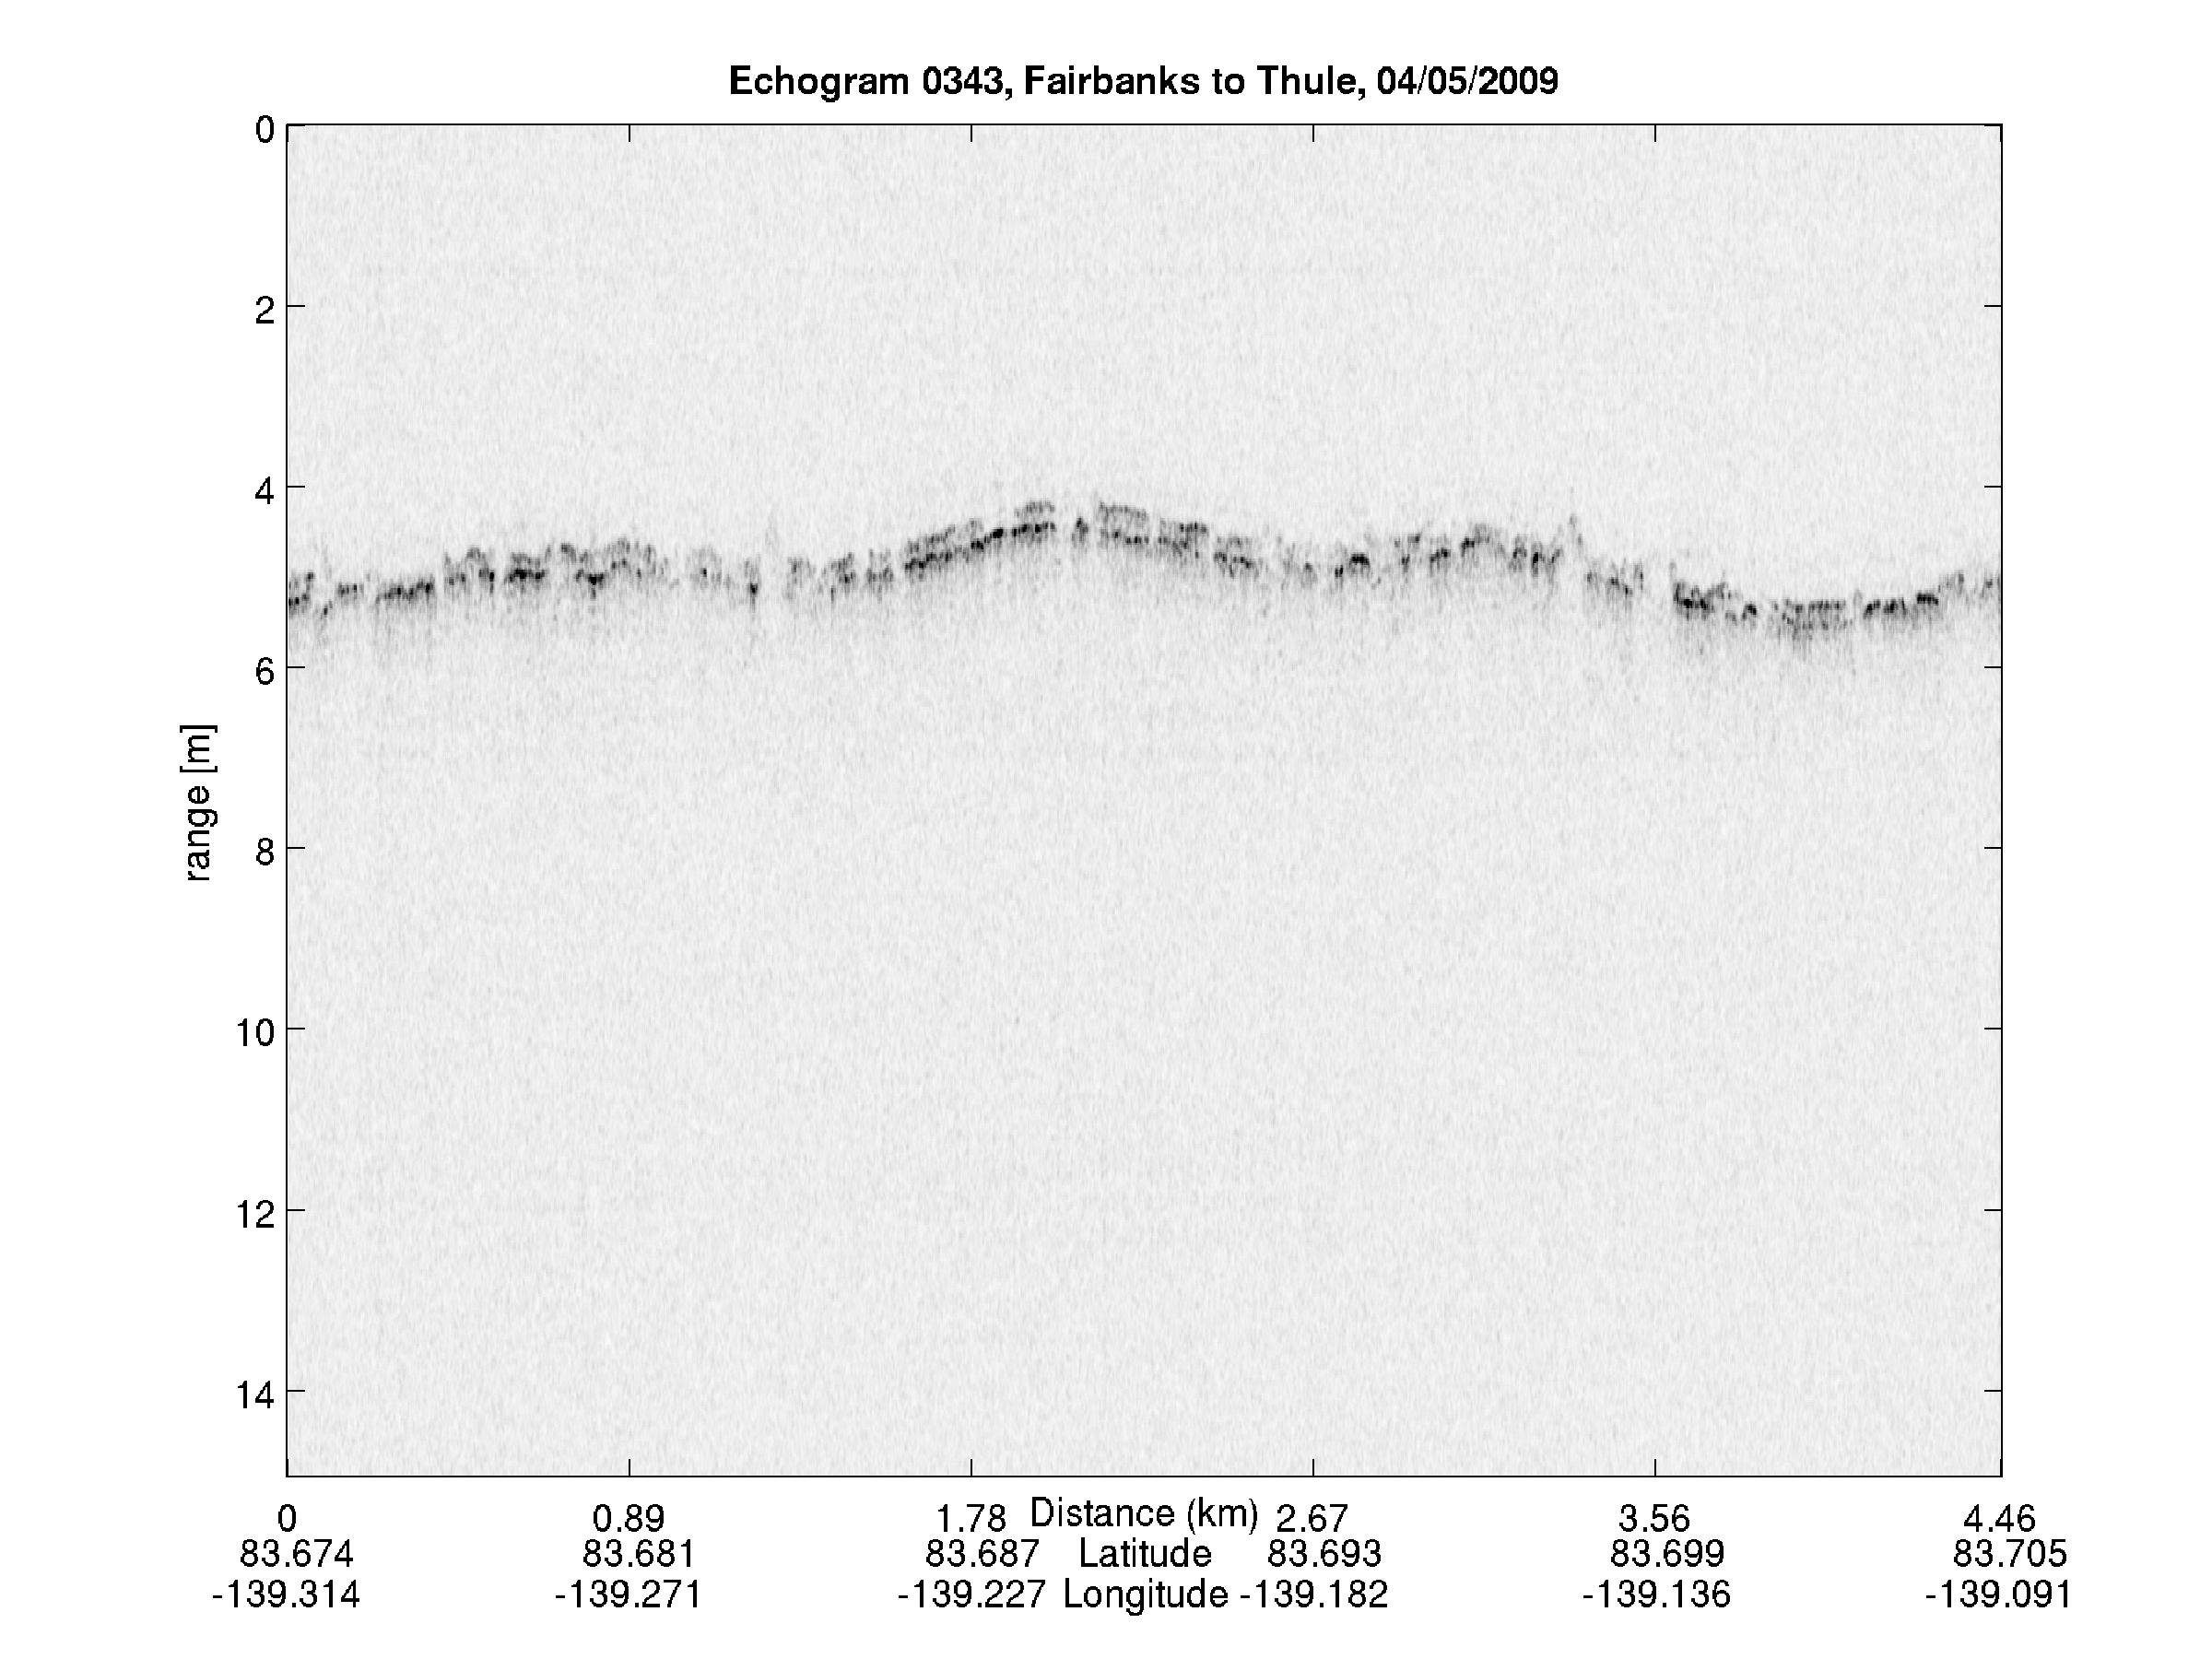 Echogram 0343, Fairbanks to Thule, 04/05/2009
0
2
4
6
8
10
12
14
range [m]
0 0.89 1.78 Distance (km) 2.67 3.56 4.46
83.674 83.681 83.687 Latitude 83.693 83.699 83.705
-139.314 -139.271 -139.227 Longitude -139.182 -139.136 -139.091